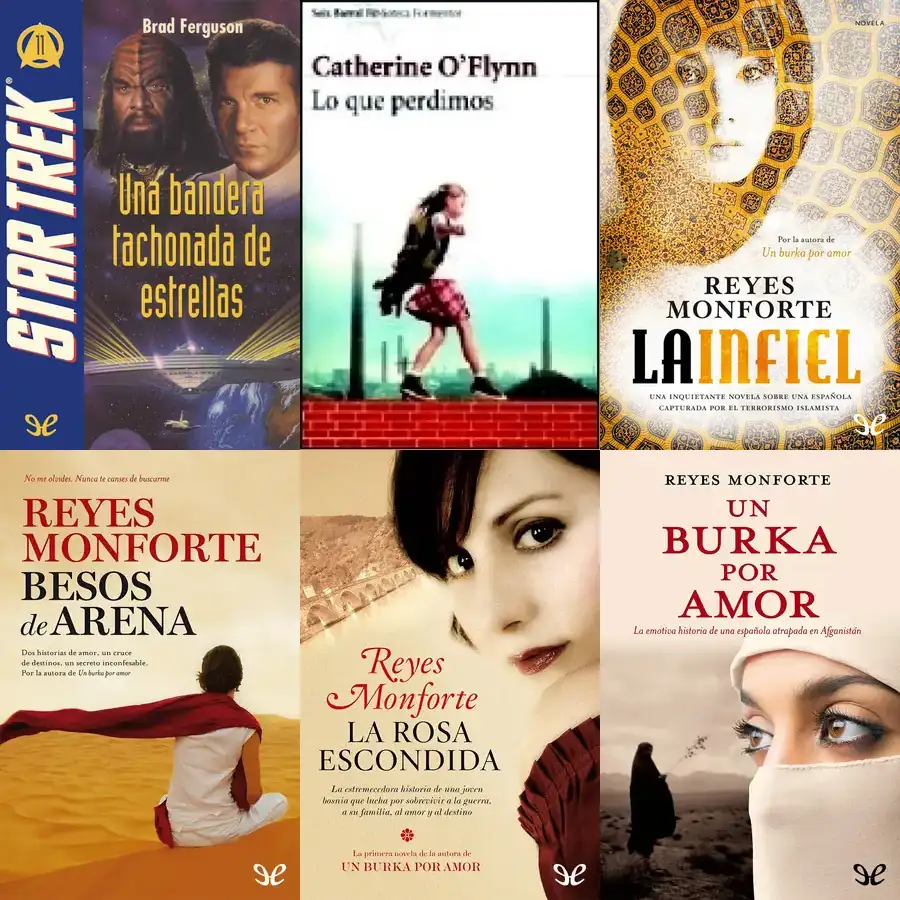 Brad Ferguson
11
STAR TREK®
Una bandera
tachonada de
estrellas
Seix Barral Biblioteca Formentor
Catherine O'Flynn
Lo que perdimos
NOVELA
Por la autora de
Un burka por amor
REYES
MONFORTE
LA INFIEL
UNA INQUIETANTE NOVELA SOBRE UNA ESPAÑOLA
CAPTURADA POR EL TERRORISMO ISLAMISTA
No me olvides. Nunca te canses de buscarme
REYES
MONFORTE
BESOS
de ARENA
Dos historias de amor, un cruce
de destinos, un secreto inconfesable.
Por la autora de Un burka por amor
Reyes
Monforte
LA ROSA
ESCONDIDA
La estremecedora historia de una joven
bosnia que lucha por sobrevivir a la guerra,
a su familia, al amor y al destino
La primera novela de la autora de
UN BURKA POR AMOR
REYES MONFORTE
UN
BURKA
POR
AMOR
La emotiva historia de una española atrapada en Afganistán